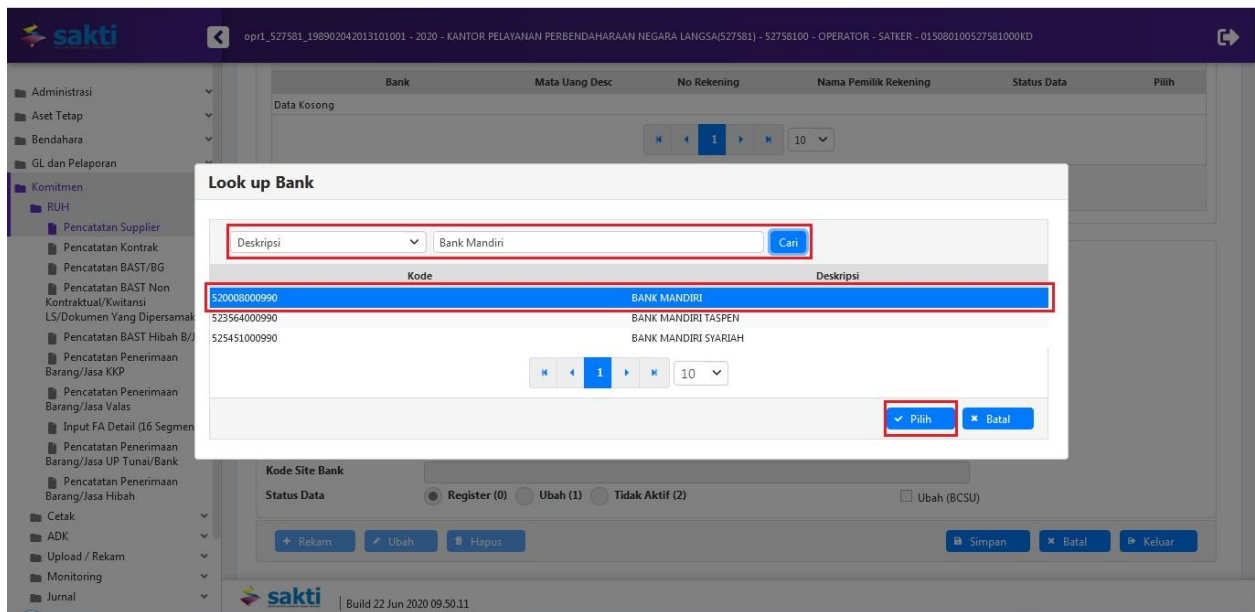 sakti
opr1_527581_198902042013101001 - 2020 - KANTOR PELAYANAN PERBENDAHARAAN NEGARA LANGSA(527581) - 52758100 - OPERATOR - SATKER - 015080100527581000KD
Administrasi
Aset Tetap
Bendahara
GL dan Pelaporan
Komitmen
RUH
Pencatatan Supplier
Pencatatan Kontrak
Pencatatan BAST/BG
Pencatatan BAST Non
Kontraktual/Kwitansi
LS/Dokumen Yang Dipersamak
Pencatatan BAST Hibah B/J
Pencatatan Penerimaan
Barang/Jasa KKP
Pencatatan Penerimaan
Barang/Jasa Valas
Input FA Detail (16 Segmen
Pencatatan Penerimaan
Barang/Jasa UP Tunai/Bank
Pencatatan Penerimaan
Barang/Jasa Hibah
Cetak
ADK
Upload / Rekam
Monitoring
Jurnal
Bank Mata Uang Desc No Rekening Nama Pemilik Rekening Status Data Pilih
Data Kosong
1 10
Look up Bank
Deskripsi Bank Mandiri Cari
Kode Deskripsi
520008000990 BANK MANDIRI
523564000990 BANK MANDIRI TASPEN
525451000990 BANK MANDIRI SYARIAH
1 10
Pilih Batal
Kode Site Bank
Status Data Register (0) Ubah (1) Tidak Aktif (2) Ubah (BCSU)
Rekam Ubah Hapus Simpan Batal Keluar
sakti Build 22 Jun 2020 09.50.11